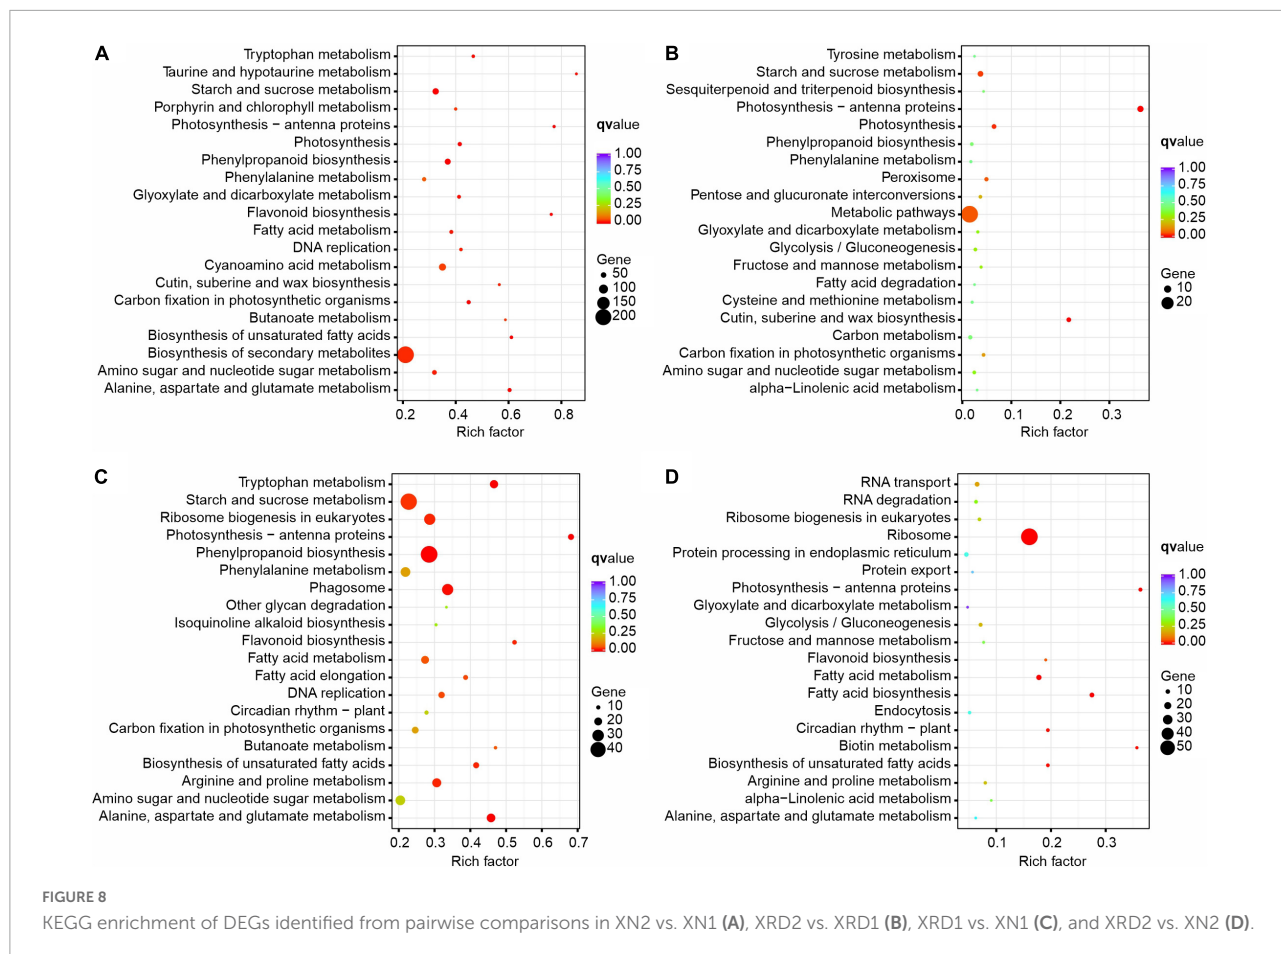 A
Tryptophan metabolism
Taurine and hypotaurine metabolism
Starch and sucrose metabolism
Porphyrin and chlorophyll metabolism
Photosynthesis − antenna proteins
Photosynthesis
Phenylpropanoid biosynthesis
Phenylalanine metabolism
Glyoxylate and dicarboxylate metabolism
Flavonoid biosynthesis
Fatty acid metabolism
DNA replication
Cyanoamino acid metabolism
Cutin, suberine and wax biosynthesis
Carbon fixation in photosynthetic organisms
Butanoate metabolism
Biosynthesis of unsaturated fatty acids
Biosynthesis of secondary metabolites
Amino sugar and nucleotide sugar metabolism
Alanine, aspartate and glutamate metabolism
0.2 0.4 0.6 0.8
Rich factor
qvalue
1.00
0.75
0.50
0.25
0.00
Gene
50
100
150
200
B
Tyrosine metabolism
Starch and sucrose metabolism
Sesquiterpenoid and triterpenoid biosynthesis
Photosynthesis − antenna proteins
Photosynthesis
Phenylpropanoid biosynthesis
Phenylalanine metabolism
Peroxisome
Pentose and glucuronate interconversions
Metabolic pathways
Glyoxylate and dicarboxylate metabolism
Glycolysis / Gluconeogenesis
Fructose and mannose metabolism
Fatty acid degradation
Cysteine and methionine metabolism
Cutin, suberine and wax biosynthesis
Carbon metabolism
Carbon fixation in photosynthetic organisms
Amino sugar and nucleotide sugar metabolism
alpha−Linolenic acid metabolism
0.0 0.1 0.2 0.3
Rich factor
qvalue
1.00
0.75
0.50
0.25
0.00
Gene
10
20
C
Tryptophan metabolism
Starch and sucrose metabolism
Ribosome biogenesis in eukaryotes
Photosynthesis − antenna proteins
Phenylpropanoid biosynthesis
Phenylalanine metabolism
Phagosome
Other glycan degradation
Isoquinoline alkaloid biosynthesis
Flavonoid biosynthesis
Fatty acid metabolism
Fatty acid elongation
DNA replication
Circadian rhythm − plant
Carbon fixation in photosynthetic organisms
Butanoate metabolism
Biosynthesis of unsaturated fatty acids
Arginine and proline metabolism
Amino sugar and nucleotide sugar metabolism
Alanine, aspartate and glutamate metabolism
0.2 0.3 0.4 0.5 0.6 0.7
Rich factor
qvalue
1.00
0.75
0.50
0.25
0.00
Gene
10
20
30
40
D
RNA transport
RNA degradation
Ribosome biogenesis in eukaryotes
Ribosome
Protein processing in endoplasmic reticulum
Protein export
Photosynthesis − antenna proteins
Glyoxylate and dicarboxylate metabolism
Glycolysis / Gluconeogenesis
Fructose and mannose metabolism
Flavonoid biosynthesis
Fatty acid metabolism
Fatty acid biosynthesis
Endocytosis
Circadian rhythm − plant
Biotin metabolism
Biosynthesis of unsaturated fatty acids
Arginine and proline metabolism
alpha−Linolenic acid metabolism
Alanine, aspartate and glutamate metabolism
0.1 0.2 0.3
Rich factor
qvalue
1.00
0.75
0.50
0.25
0.00
Gene
10
20
30
40
50
FIGURE 8
KEGG enrichment of DEGs identified from pairwise comparisons in XN2 vs. XN1 (A), XRD2 vs. XRD1 (B), XRD1 vs. XN1 (C), and XRD2 vs. XN2 (D).